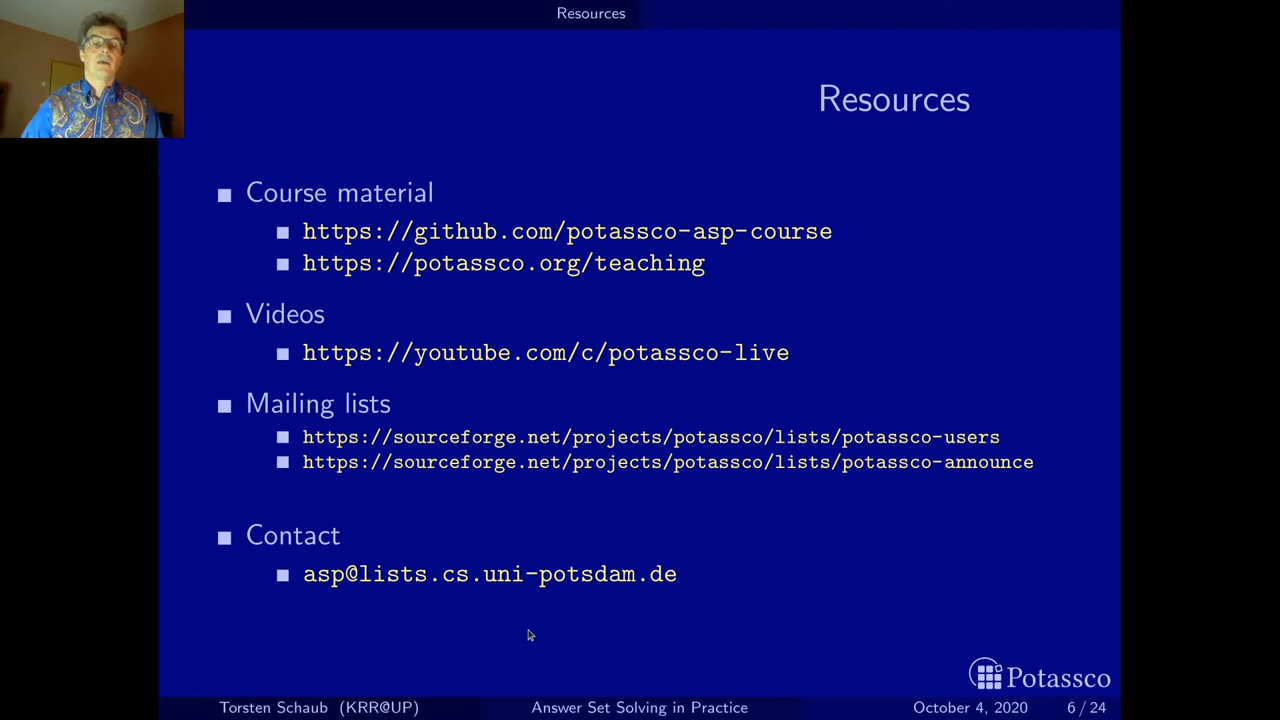 Resources
Resources
Course material
https://github.com/potassco-asp-course
https://potassco.org/teaching
Videos
https://youtube.com/c/potassco-live
Mailing lists
https://sourceforge.net/projects/potassco/lists/potassco-users
https://sourceforge.net/projects/potassco/lists/potassco-announce
Contact
asp@lists.cs.uni-potsdam.de
Potassco
Torsten Schaub (KRR@UP) Answer Set Solving in Practice October 4, 2020 6 / 24